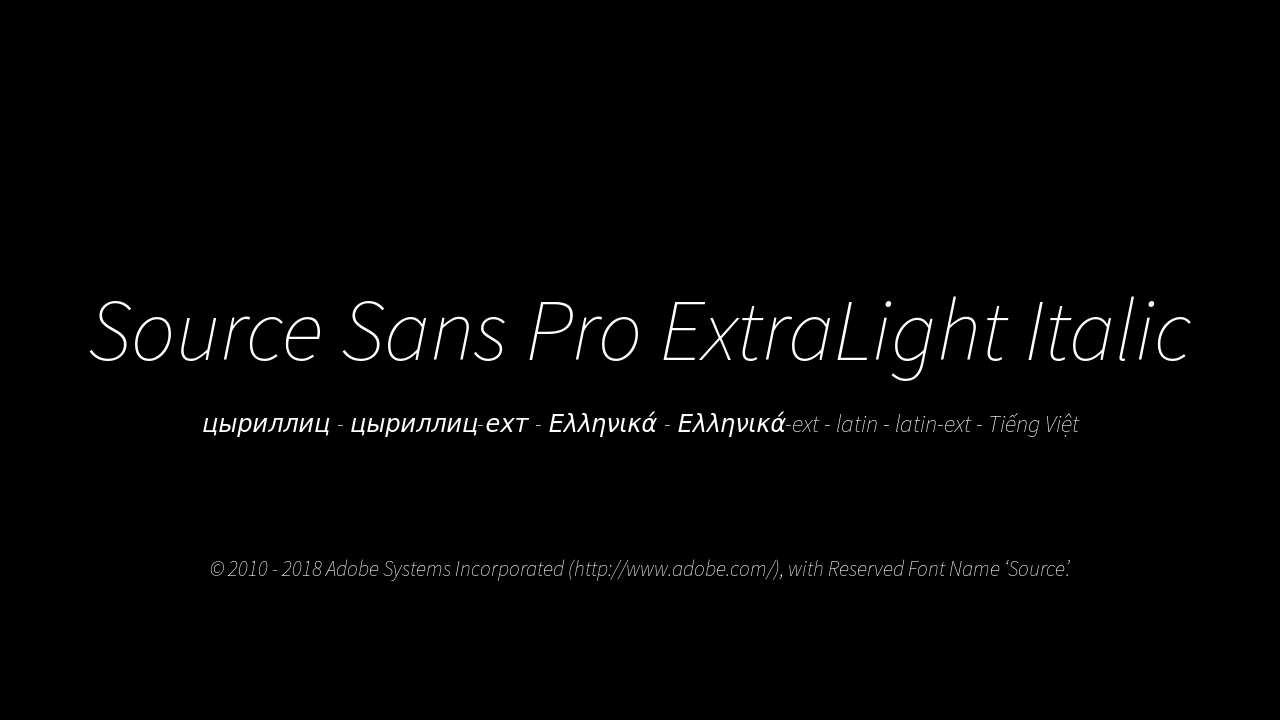 Source Sans Pro ExtraLight Italic
цыриллиц - цыриллиц-ехт - Ελληνικά - Ελληνικά-ext - latin - latin-ext - Tiếng Việt
© 2010 - 2018 Adobe Systems Incorporated (http://www.adobe.com/), with Reserved Font Name ‘Source’.